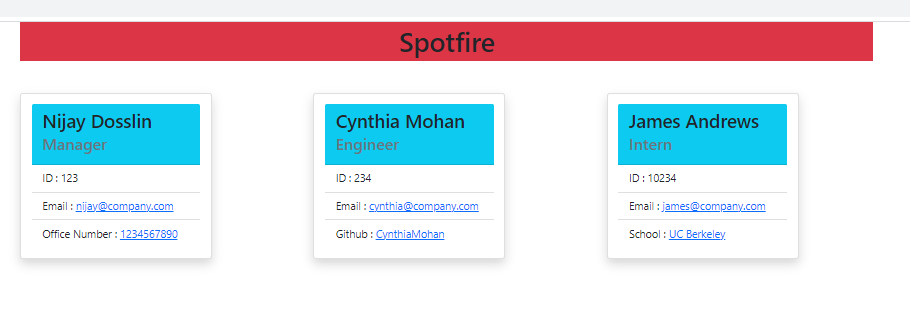 Spotfire
Nijay Dosslin
Manager
ID : 123
Email : nijay@company.com
Office Number : 1234567890
Cynthia Mohan
Engineer
ID : 234
Email : cynthia@company.com
Github : CynthiaMohan
James Andrews
Intern
ID : 10234
Email : james@company.com
School : UC Berkeley